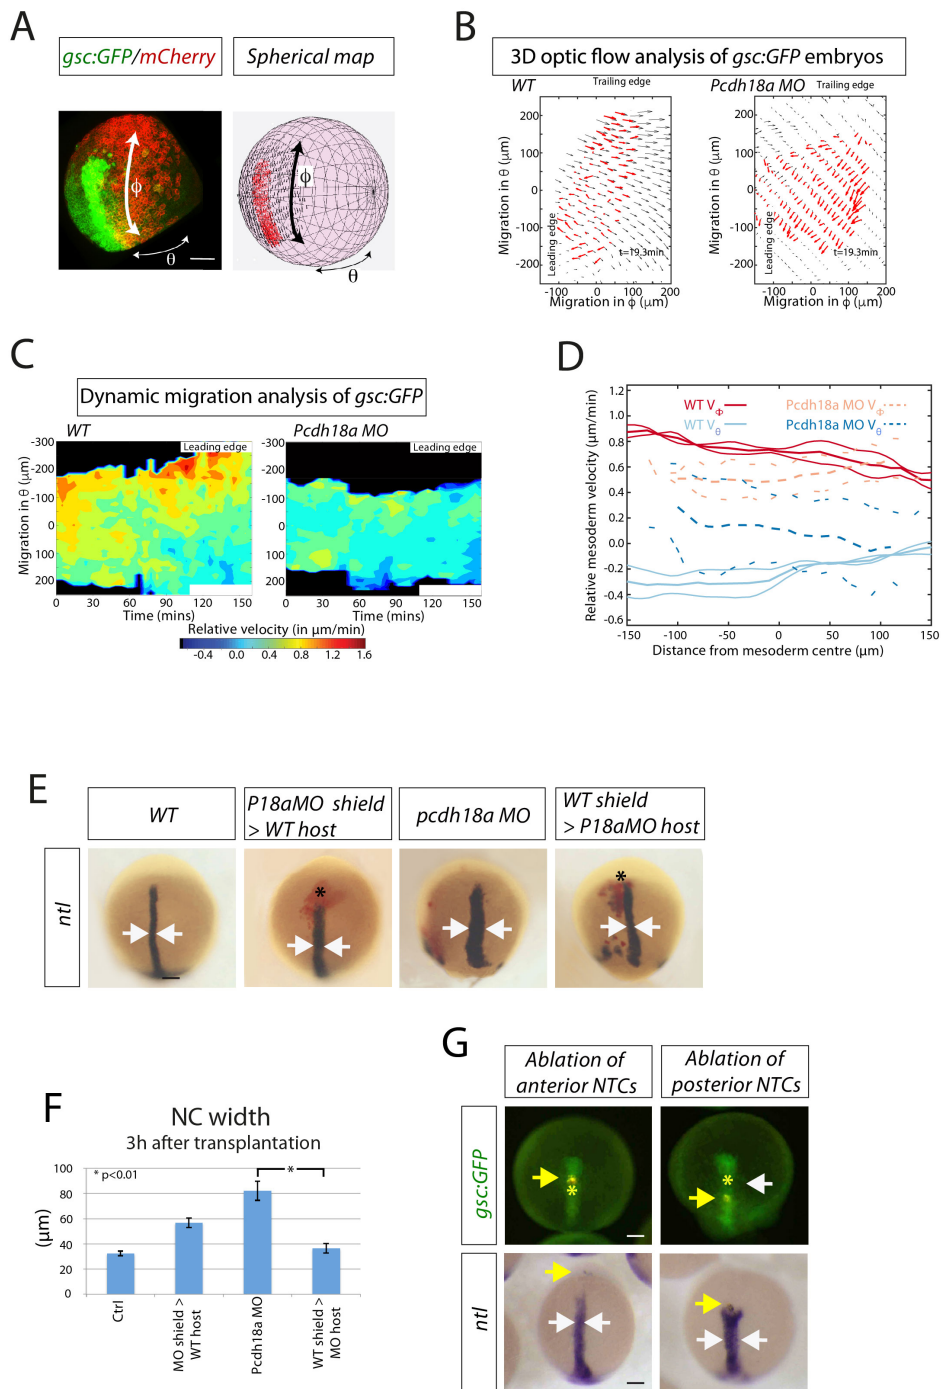 A
gsc:GFP/mCherry
Spherical map
ϕ
θ
ϕ
θ
B
3D optic flow analysis of gsc:GFP embryos
WT
Trailing edge
Pcdh18a MO
Trailing edge
Migration in θ (μm)
200
100
0
-100
-200
Leading edge
t=19.3min
-100
0
100
200
Migration in ϕ (μm)
Migration in θ (μm)
200
100
0
-100
-200
Leading edge
t=19.3min
-100
0
100
200
Migration in ϕ (μm)
C
Dynamic migration analysis of gsc:GFP
WT
Pcdh18a MO
Migration in θ (μm)
-300
-200
-100
0
100
200
Leading edge
0 30 60 90 120 150
Time (mins)
-300
-200
-100
0
100
200
Leading edge
0 30 60 90 120 150
Time (mins)
Relative velocity (in μm/min)
-0.4 0.0 0.4 0.8 1.2 1.6
D
Relative mesoderm velocity (μm/min)
1.2
1.0
0.8
0.6
0.4
0.2
0.0
-0.2
-0.4
-0.6
WT VΦ
WT Vθ
Pcdh18a MO VΦ
Pcdh18a MO Vθ
-150 -100 -50 0 50 100 150
Distance from mesoderm centre (μm)
E
WT
P18aMO shield
> WT host
pcdh18a MO
WT shield
> P18aMO host
ntl
*
*
F
NC width
3h after transplantation
* p<0.01
*
(μm)
100
80
60
40
20
0
Ctrl
MO shield >
WT host
Pcdh18a MO
WT shield >
MO host
G
Ablation of
anterior NTCs
Ablation of
posterior NTCs
gsc:GFP
*
*
ntl